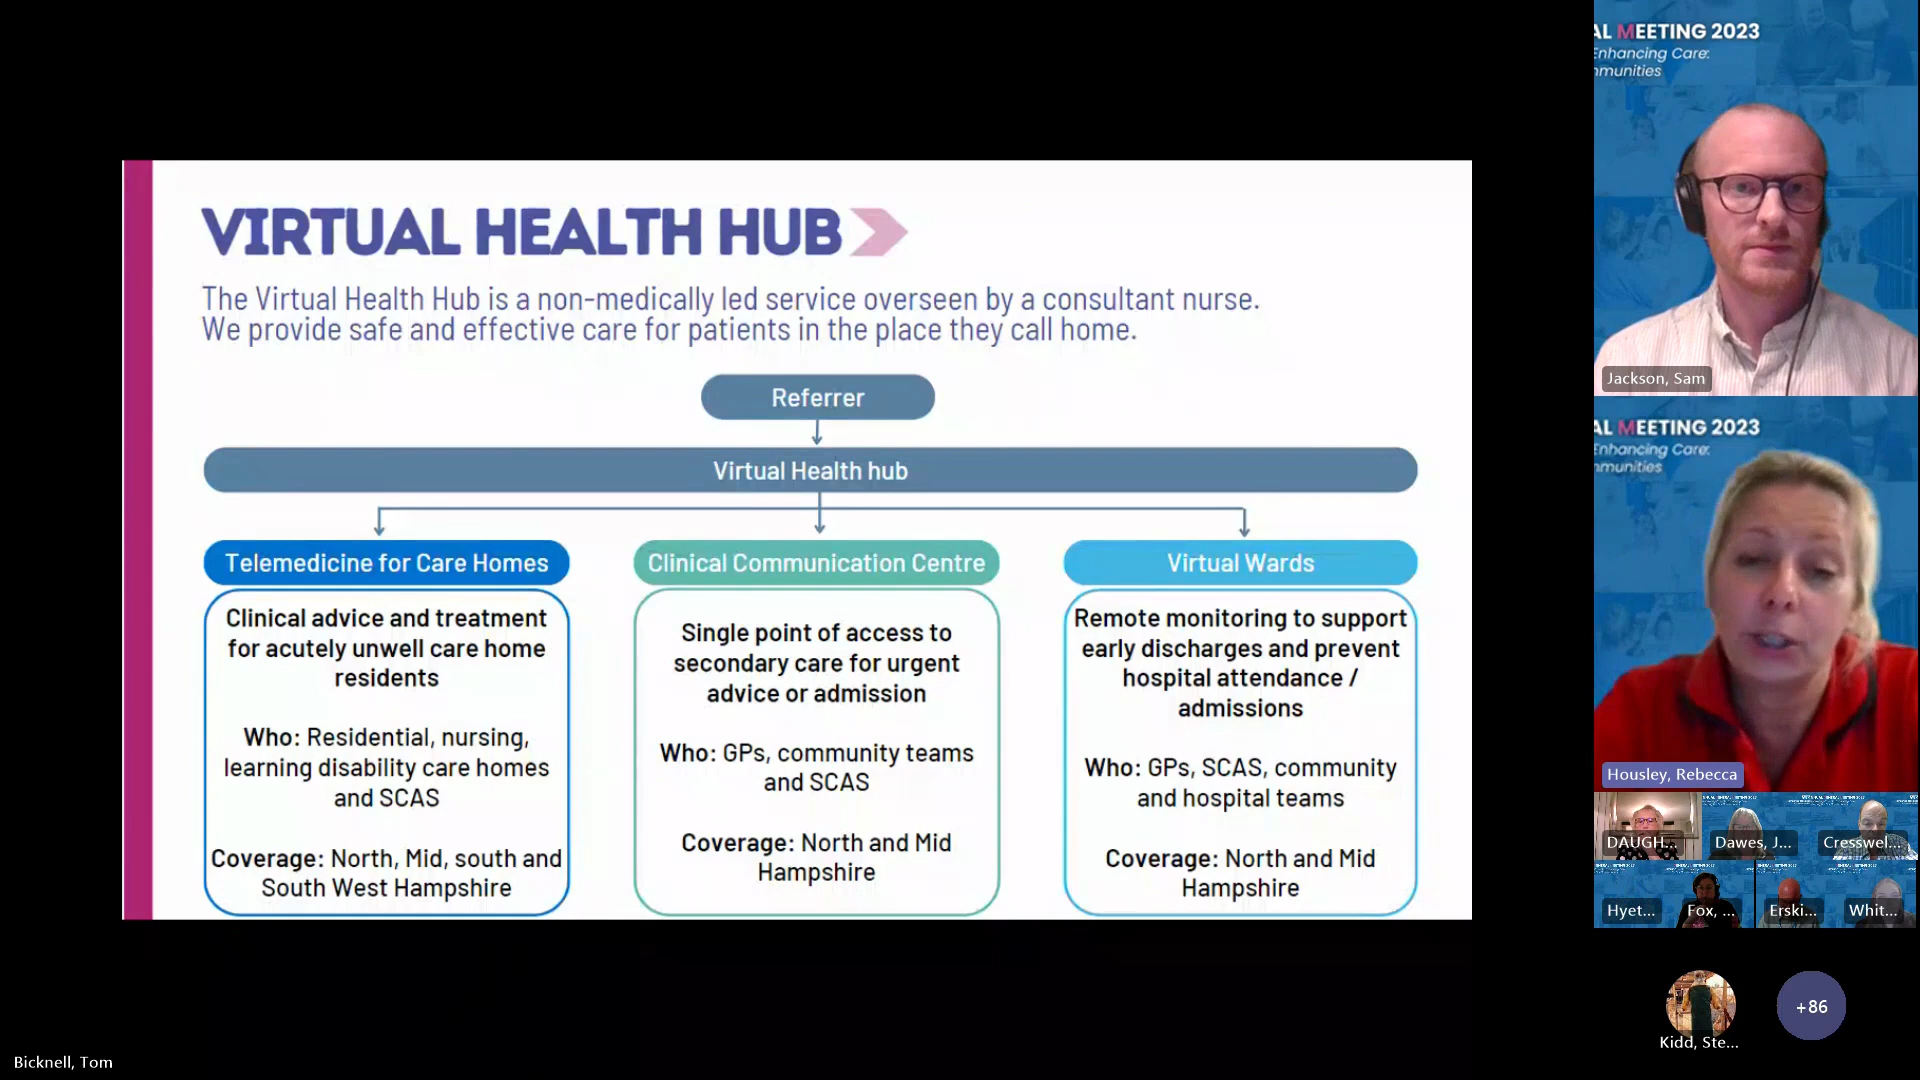 VIRTUAL HEALTH HUB
The Virtual Health Hub is a non-medically led service overseen by a consultant nurse.
We provide safe and effective care for patients in the place they call home.
Referrer
Virtual Health hub
Telemedicine for Care Homes
Clinical advice and treatment
for acutely unwell care home
residents
Who: Residential, nursing,
learning disability care homes
and SCAS
Coverage: North, Mid, south and
South West Hampshire
Clinical Communication Centre
Single point of access to
secondary care for urgent
advice or admission
Who: GPs, community teams
and SCAS
Coverage: North and Mid
Hampshire
Virtual Wards
Remote monitoring to support
early discharges and prevent
hospital attendance /
admissions
Who: GPs, SCAS, community
and hospital teams
Coverage: North and Mid
Hampshire
AL MEETING 2023
Enhancing Care:
munities
Jackson, Sam
AL MEETING 2023
Enhancing Care:
munities
Housley, Rebecca
DAUGH...
Dawes, J...
Cresswel...
Hyet...
Fox, ...
Erski...
Whit...
Kidd, Ste...
+86
Bicknell, Tom